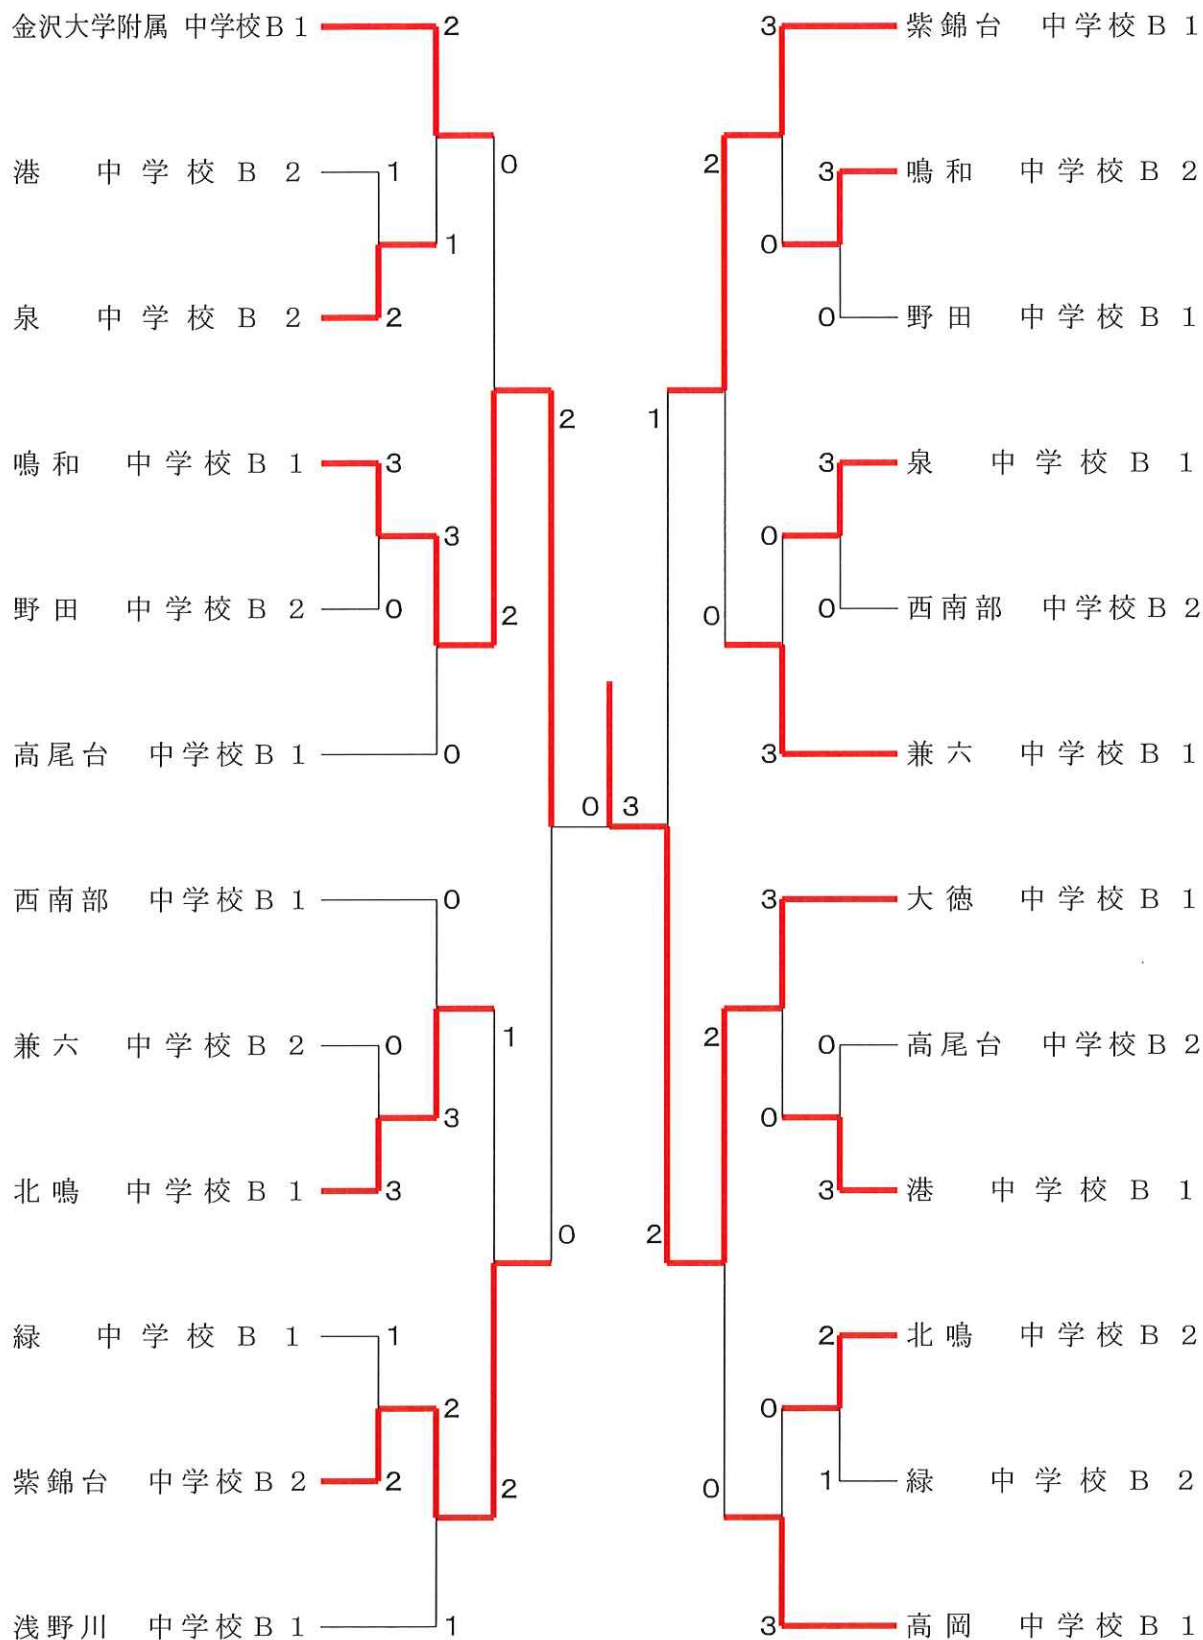 金沢大学附属 中学校B 1 2 3 紫錦台 中学校B 1
港 中学校B 2 1 0 2 3 鳴和 中学校B 2
1 0
泉 中学校B 2 2 0 野田 中学校B 1
2 1
鳴和 中学校B 1 3 3 泉 中学校B 1
3 0
野田 中学校B 2 0 2 0 0 西南部 中学校B 2
高尾台 中学校B 1 0 3 兼六 中学校B 1
0 3
西南部 中学校B 1 0 3 大徳 中学校B 1
兼六 中学校B 2 0 1 2 0 高尾台 中学校B 2
3 0
北鳴 中学校B 1 3 3 港 中学校B 1
0 2
緑 中学校B 1 1 2 北鳴 中学校B 2
2 0
紫錦台 中学校B 2 2 2 0 1 緑 中学校B 2
浅野川 中学校B 1 1 3 高岡 中学校B 1